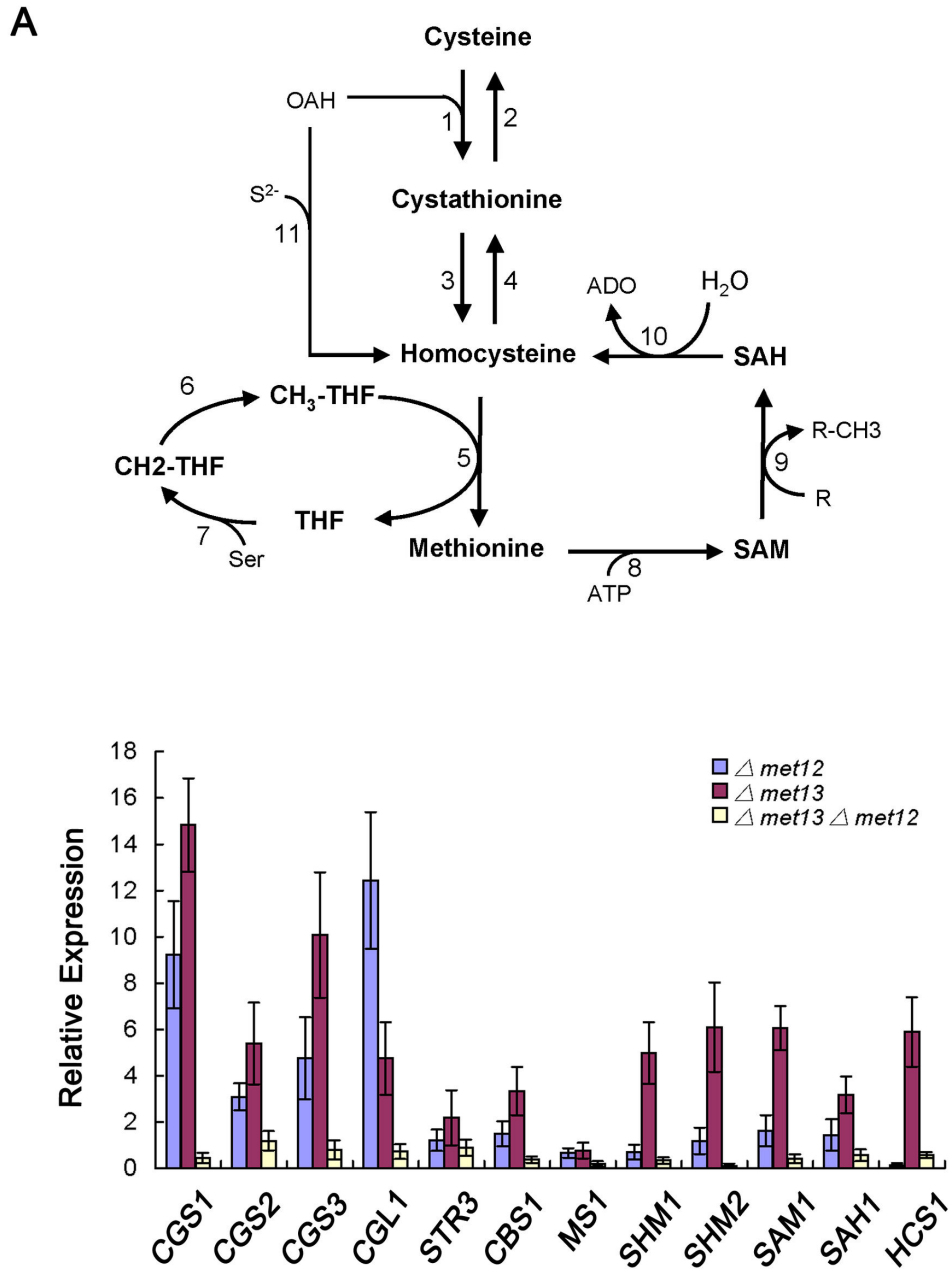 A
Cysteine
OAH
1
2
S²⁻
Cystathionine
11
3
4
ADO
H₂O
10
Homocysteine
SAH
6
CH₃-THF
R-CH3
5
9
CH2-THF
R
THF
7
Ser
Methionine
SAM
8
ATP
18
16
14
12
10
8
6
4
2
0
Relative Expression
△ met12
△ met13
△ met13 △ met12
CGS1
CGS2
CGS3
CGL1
STR3
CBS1
MS1
SHM1
SHM2
SAM1
SAH1
HCS1